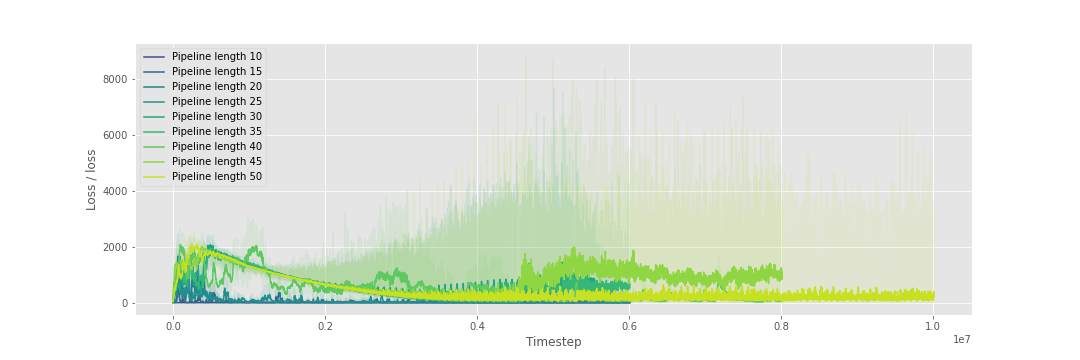 Pipeline length 10
Pipeline length 15
Pipeline length 20
Pipeline length 25
Pipeline length 30
Pipeline length 35
Pipeline length 40
Pipeline length 45
Pipeline length 50
8000
6000
4000
2000
0
Loss / loss
0.0 0.2 0.4 0.6 0.8 1.0
1e7
Timestep